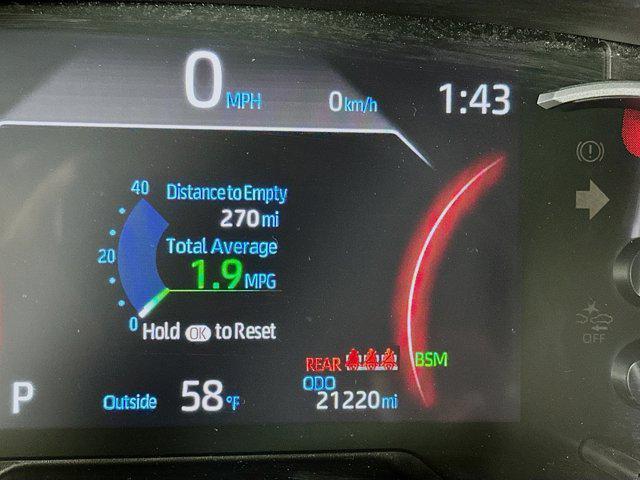 0 MPH 0 km/h 1:43
40 Distance to Empty
270 mi
Total Average
20 1.9 MPG
0 Hold OK to Reset
REAR BSM
ODO
P Outside 58 °F 21220 mi
OFF